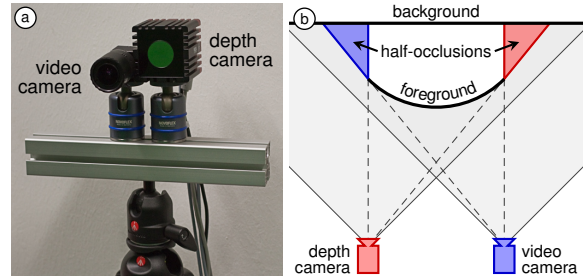 a
depth
camera
video
camera
b
background
half-occlusions
foreground
depth
camera
video
camera